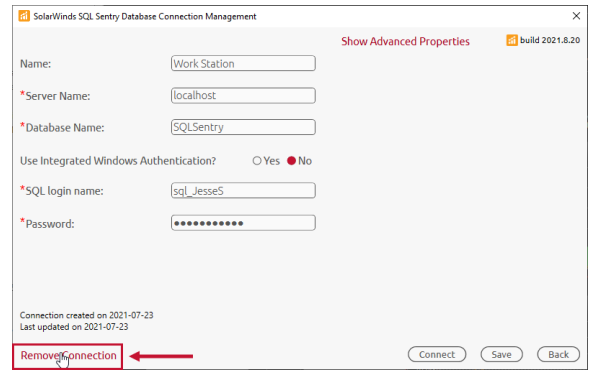 SolarWinds SQL Sentry Database Connection Management
Show Advanced Properties
build 2021.8.20
Name: Work Station
*Server Name: localhost
*Database Name: SQLSentry
Use Integrated Windows Authentication? Yes No
*SQL login name: sql_JesseS
*Password: ●●●●●●●●●●●
Connection created on 2021-07-23
Last updated on 2021-07-23
Remove Connection
Connect Save Back